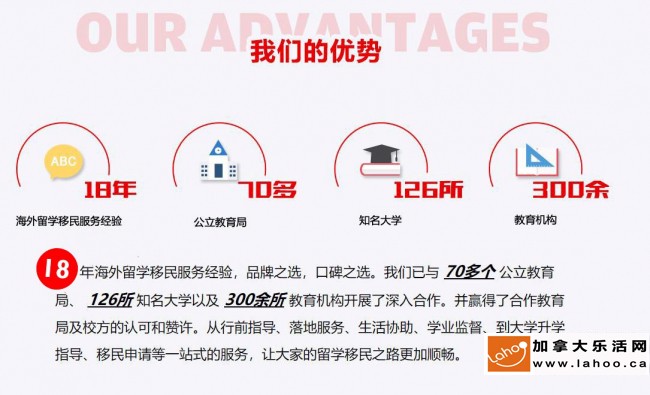 OUR ADVANTAGES
我们的优势
ABC
18年
70多
126所
300余
海外留学移民服务经验
公立教育局
知名大学
教育机构
18年海外留学移民服务经验，品牌之选，口碑之选。我们已与 70多个 公立教育
局、 126所 知名大学以及 300余所 教育机构开展了深入合作。并赢得了合作教育
局及校方的认可和赞许。从行前指导、落地服务、生活协助、学业监督、到大学升学
指导、移民申请等一站式的服务，让大家的留学移民之路更加顺畅。
Lahoo
加拿大乐活网
www.lahoo.ca